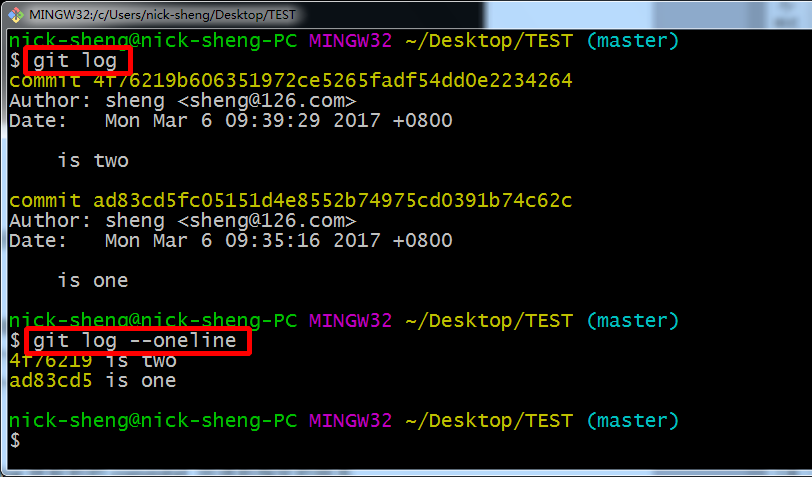 MINGW32:/c/Users/nick-sheng/Desktop/TEST
nick-sheng@nick-sheng-PC MINGW32 ~/Desktop/TEST (master)
$ git log
commit 4f76219b606351972ce5265fadf54dd0e2234264
Author: sheng <sheng@126.com>
Date:   Mon Mar 6 09:39:29 2017 +0800
is two
commit ad83cd5fc05151d4e8552b74975cd0391b74c62c
Author: sheng <sheng@126.com>
Date:   Mon Mar 6 09:35:16 2017 +0800
is one
nick-sheng@nick-sheng-PC MINGW32 ~/Desktop/TEST (master)
$ git log --oneline
4f76219 is two
ad83cd5 is one
nick-sheng@nick-sheng-PC MINGW32 ~/Desktop/TEST (master)
$